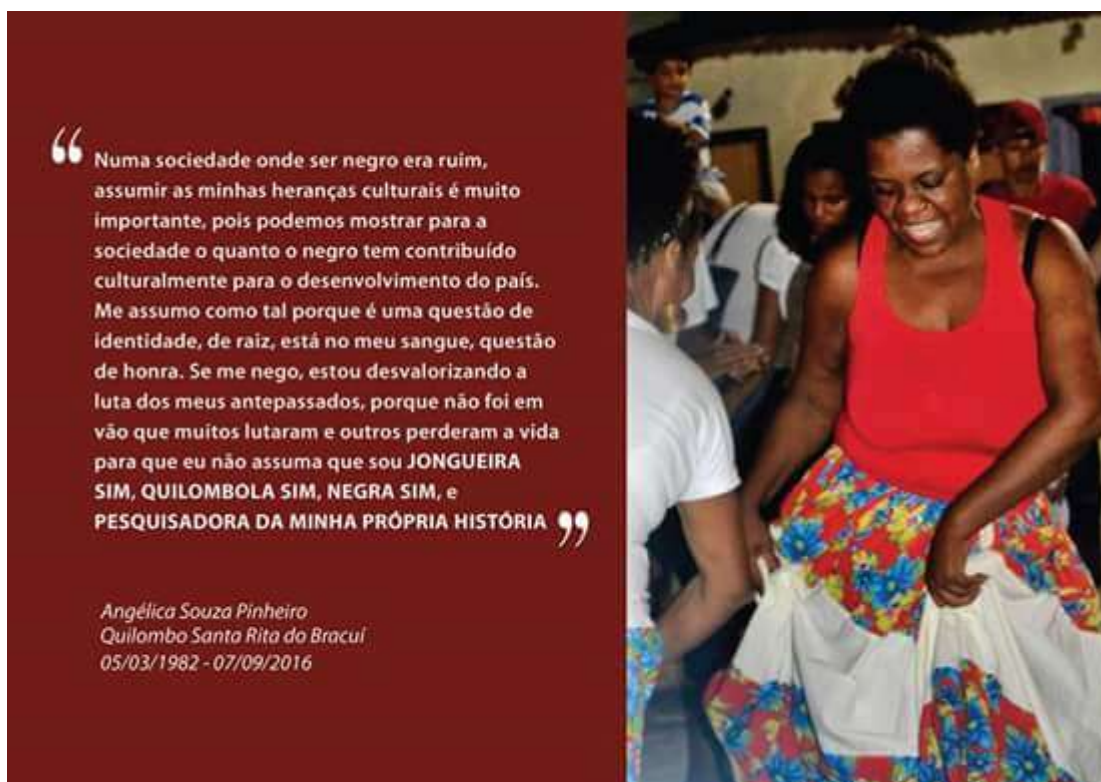 “ Numa sociedade onde ser negro era ruim,
assumir as minhas heranças culturais é muito
importante, pois podemos mostrar para a
sociedade o quanto o negro tem contribuído
culturalmente para o desenvolvimento do país.
Me assumo como tal porque é uma questão de
identidade, de raiz, está no meu sangue, questão
de honra. Se me nego, estou desvalorizando a
luta dos meus antepassados, porque não foi em
vão que muitos lutaram e outros perderam a vida
para que eu não assuma que sou JONGUEIRA
SIM, QUILOMBOLA SIM, NEGRA SIM, e
PESQUISADORA DA MINHA PRÓPRIA HISTÓRIA ”
Angélica Souza Pinheiro
Quilombo Santa Rita do Bracuí
05/03/1982 - 07/09/2016